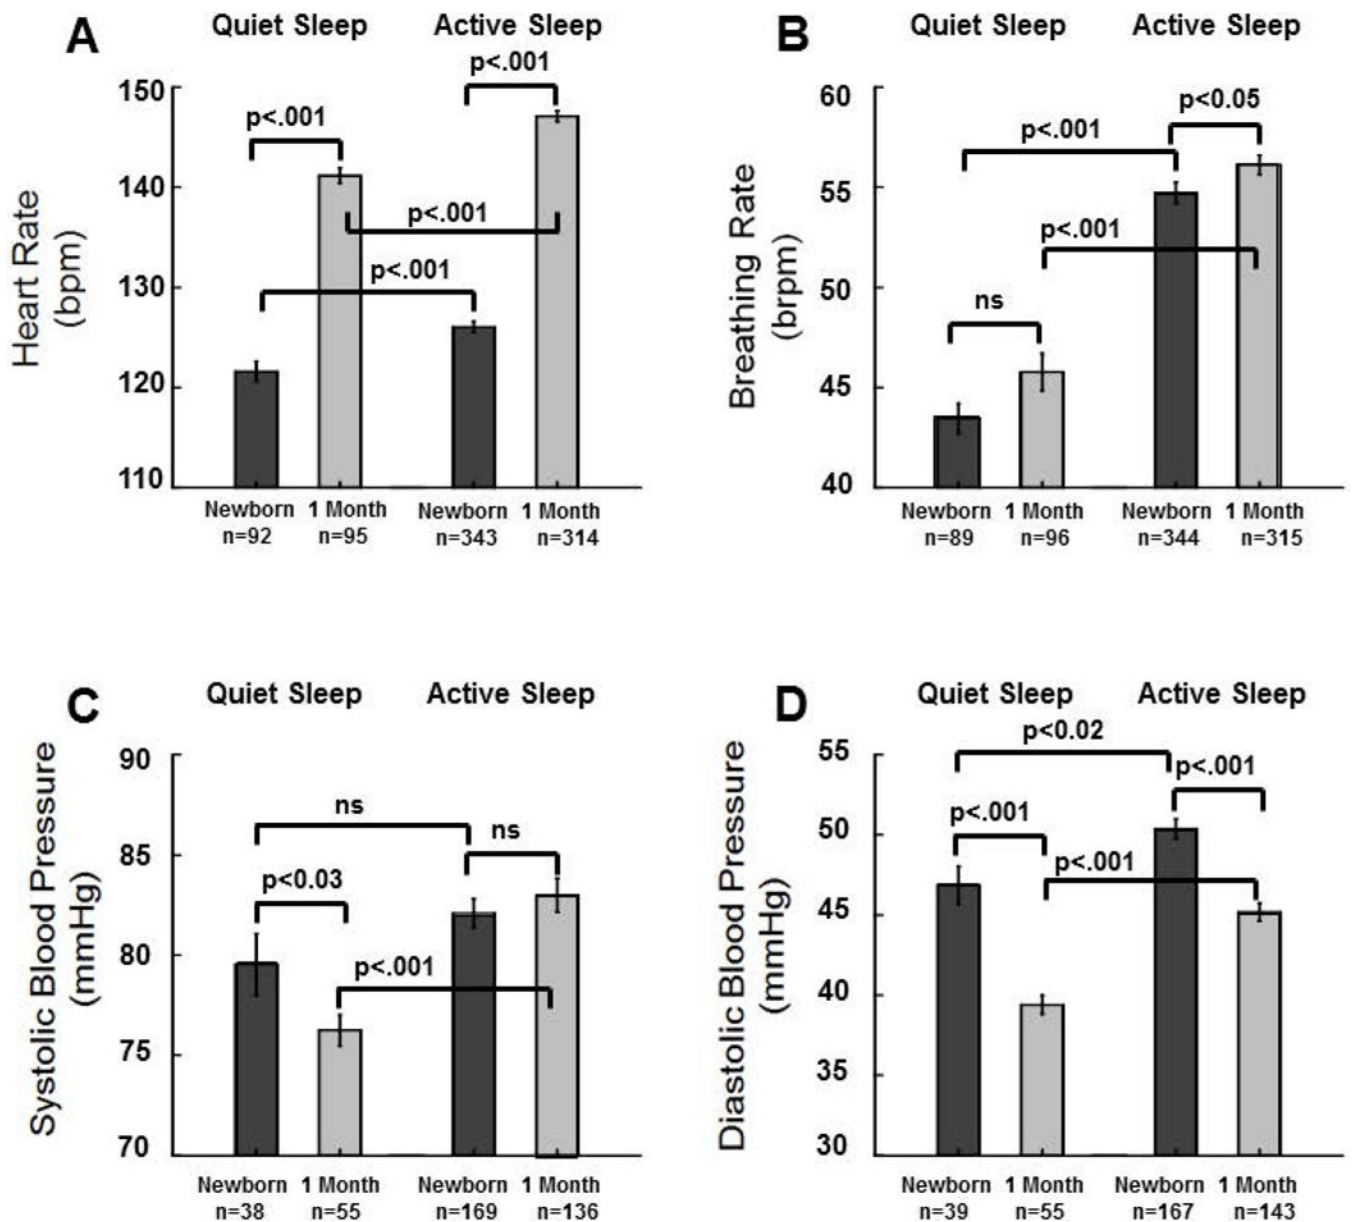 A
Quiet Sleep
Active Sleep
p<.001
p<.001
p<.001
p<.001
Heart Rate
(bpm)
150
140
130
120
110
Newborn
n=92
1 Month
n=95
Newborn
n=343
1 Month
n=314
B
Quiet Sleep
Active Sleep
p<0.05
p<.001
p<.001
ns
Breathing Rate
(brpm)
60
55
50
45
40
Newborn
n=89
1 Month
n=96
Newborn
n=344
1 Month
n=315
C
Quiet Sleep
Active Sleep
ns
ns
p<0.03
p<.001
Systolic Blood Pressure
(mmHg)
90
85
80
75
70
Newborn
n=38
1 Month
n=55
Newborn
n=169
1 Month
n=136
D
Quiet Sleep
Active Sleep
p<0.02
p<.001
p<.001
p<.001
Diastolic Blood Pressure
(mmHg)
55
50
45
40
35
30
Newborn
n=39
1 Month
n=55
Newborn
n=167
1 Month
n=143